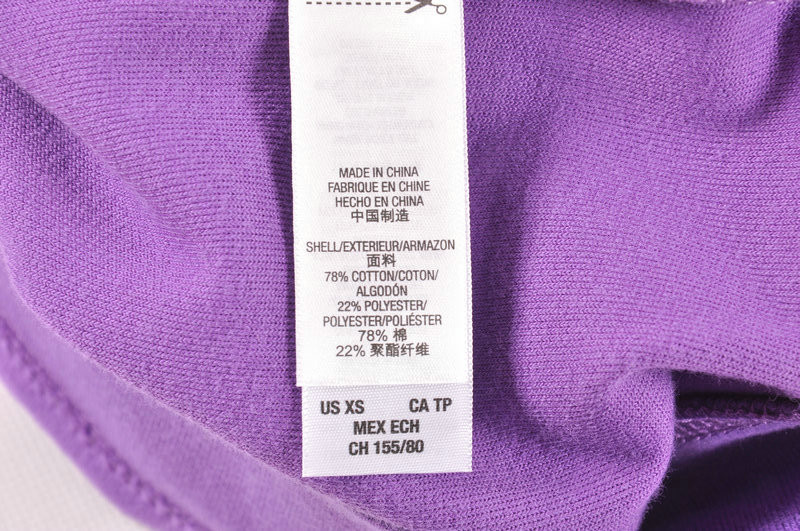 MADE IN CHINA
FABRIQUE EN CHINE
HECHO EN CHINA
中国制造
SHELL/EXTERIEUR/ARMAZON
面料
78% COTTON/COTON/
ALGODÓN
22% POLYESTER/
POLYESTER/POLIÉSTER
78% 棉
22% 聚酯纤维
US XS CA TP
MEX ECH
CH 155/80